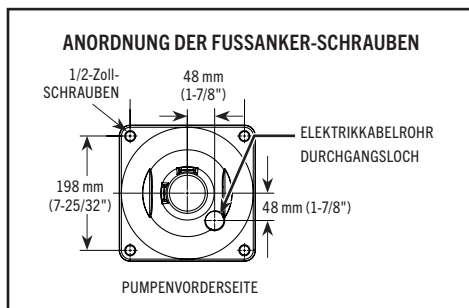 ANORDNUNG DER FUSSANKER-SCHRAUBEN
1/2-Zoll-
SCHRAUBEN
48 mm
(1-7/8")
ELEKTRIKKABELROHR
DURCHGANGSLOCH
198 mm
(7-25/32")
48 mm (1-7/8")
PUMPENVORDERSEITE